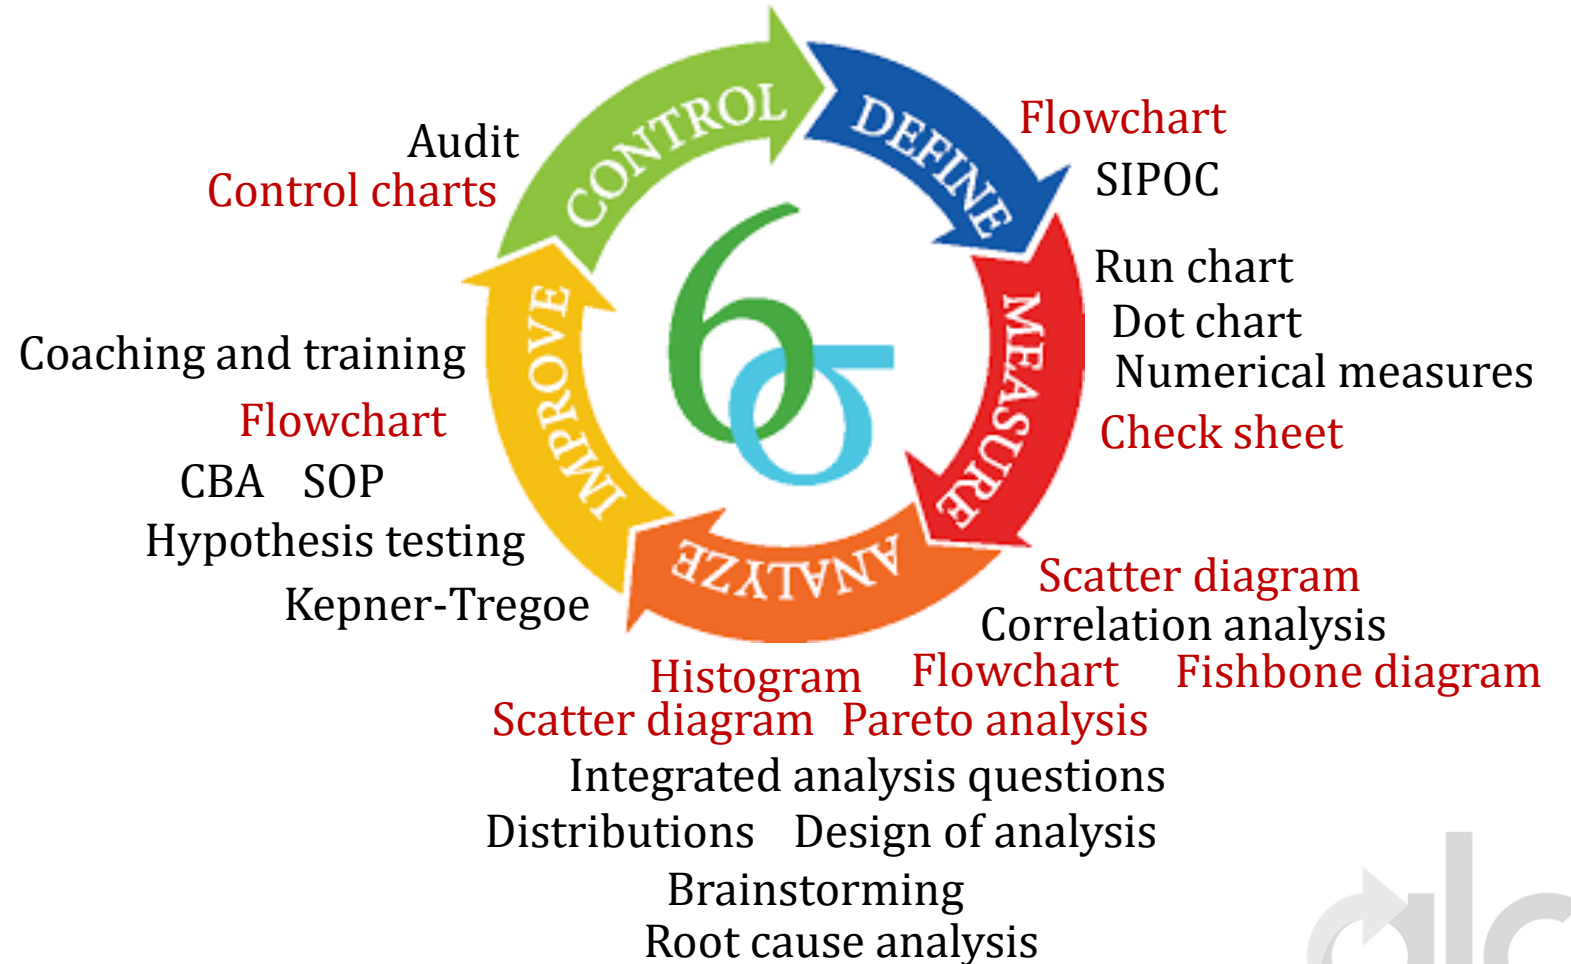 CONTROL
DEFINE
MEASURE
ANALYZE
IMPROVE
6σ
Flowchart
SIPOC
Run chart
Dot chart
Numerical measures
Check sheet
Scatter diagram
Correlation analysis
Histogram Flowchart Fishbone diagram
Scatter diagram Pareto analysis
Integrated analysis questions
Distributions Design of analysis
Brainstorming
Root cause analysis
Audit
Control charts
Coaching and training
Flowchart
CBA SOP
Hypothesis testing
Kepner-Tregoe